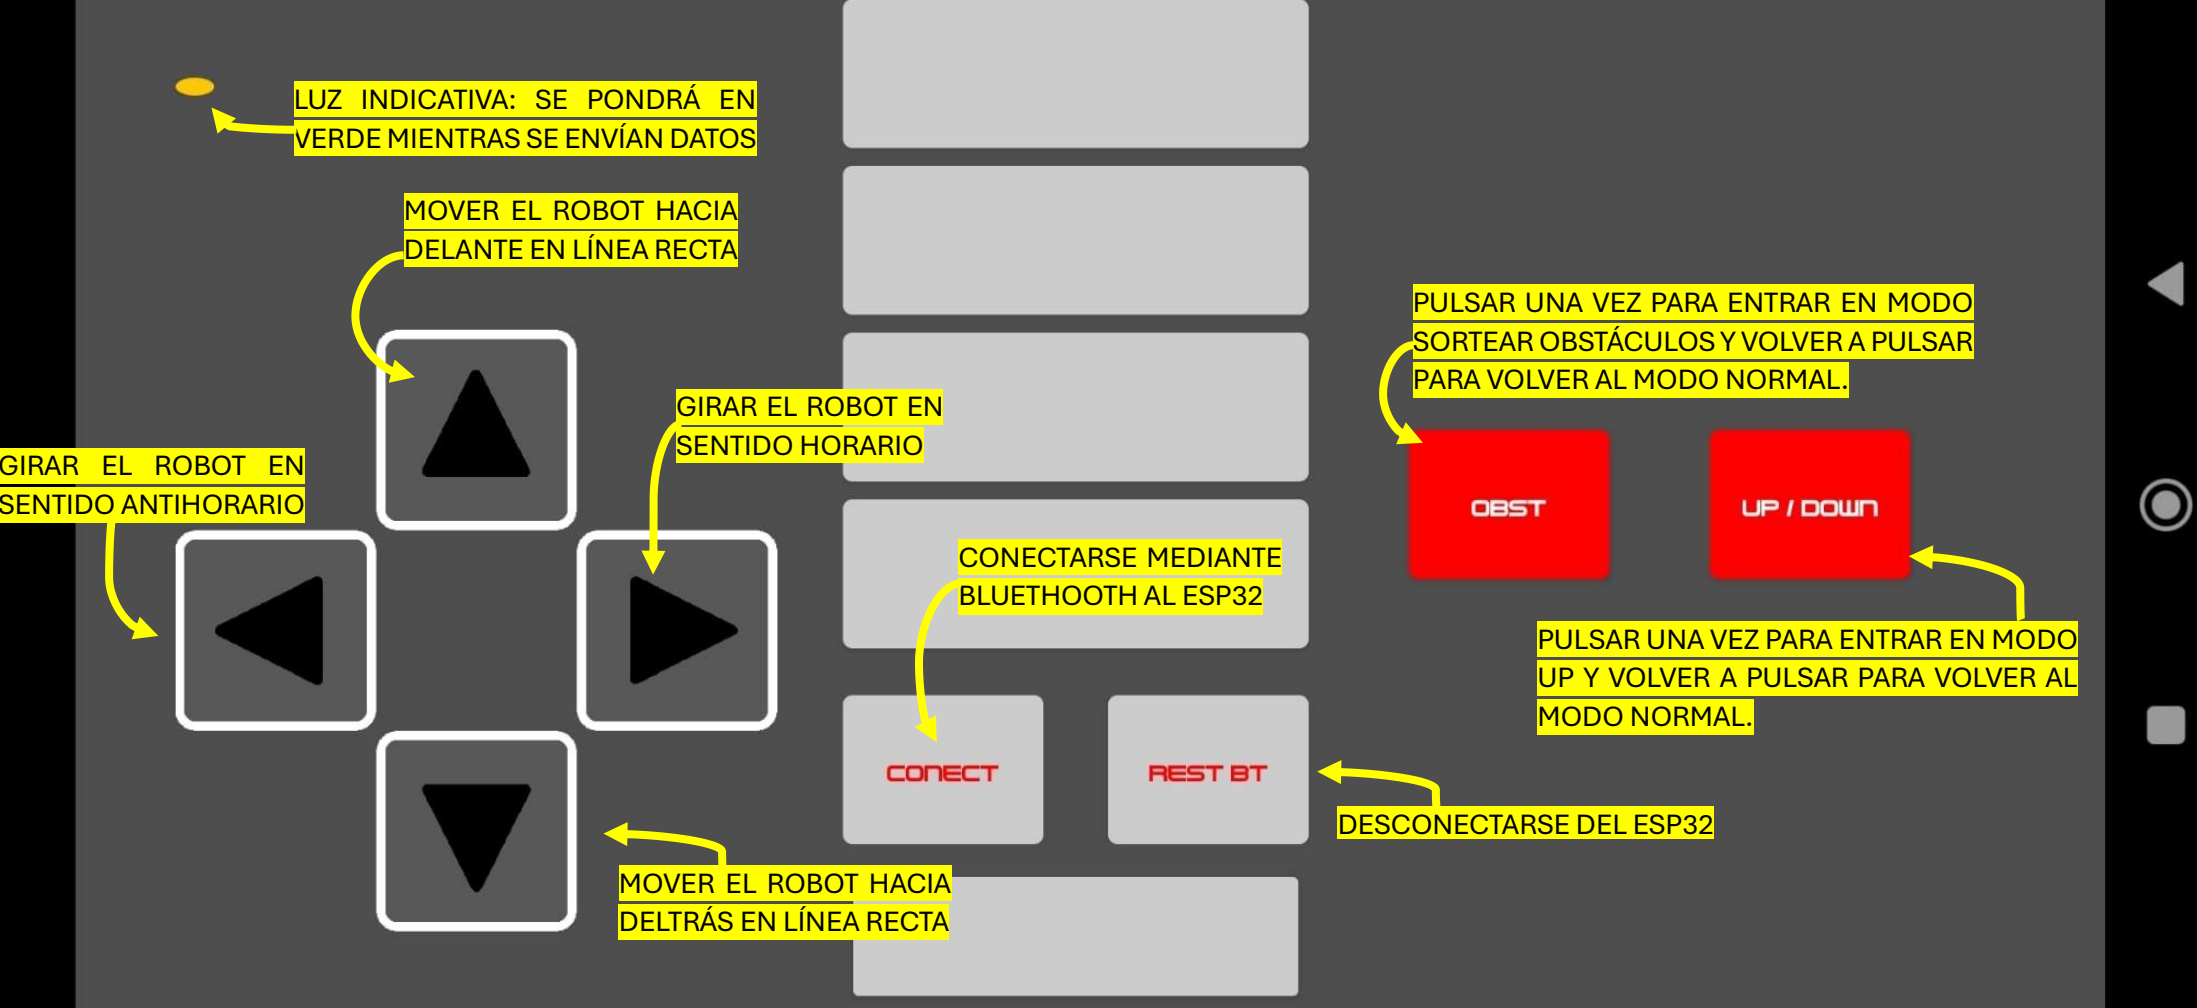 LUZ INDICATIVA: SE PONDRÁ EN
VERDE MIENTRAS SE ENVÍAN DATOS
MOVER EL ROBOT HACIA
DELANTE EN LÍNEA RECTA
GIRAR EL ROBOT EN
SENTIDO HORARIO
GIRAR EL ROBOT EN
SENTIDO ANTIHORARIO
CONECTARSE MEDIANTE
BLUETHOOTH AL ESP32
PULSAR UNA VEZ PARA ENTRAR EN MODO
SORTEAR OBSTÁCULOS Y VOLVER A PULSAR
PARA VOLVER AL MODO NORMAL.
OBST
UP / DOWN
PULSAR UNA VEZ PARA ENTRAR EN MODO
UP Y VOLVER A PULSAR PARA VOLVER AL
MODO NORMAL.
CONECT
REST BT
DESCONECTARSE DEL ESP32
MOVER EL ROBOT HACIA
DELTRÁS EN LÍNEA RECTA